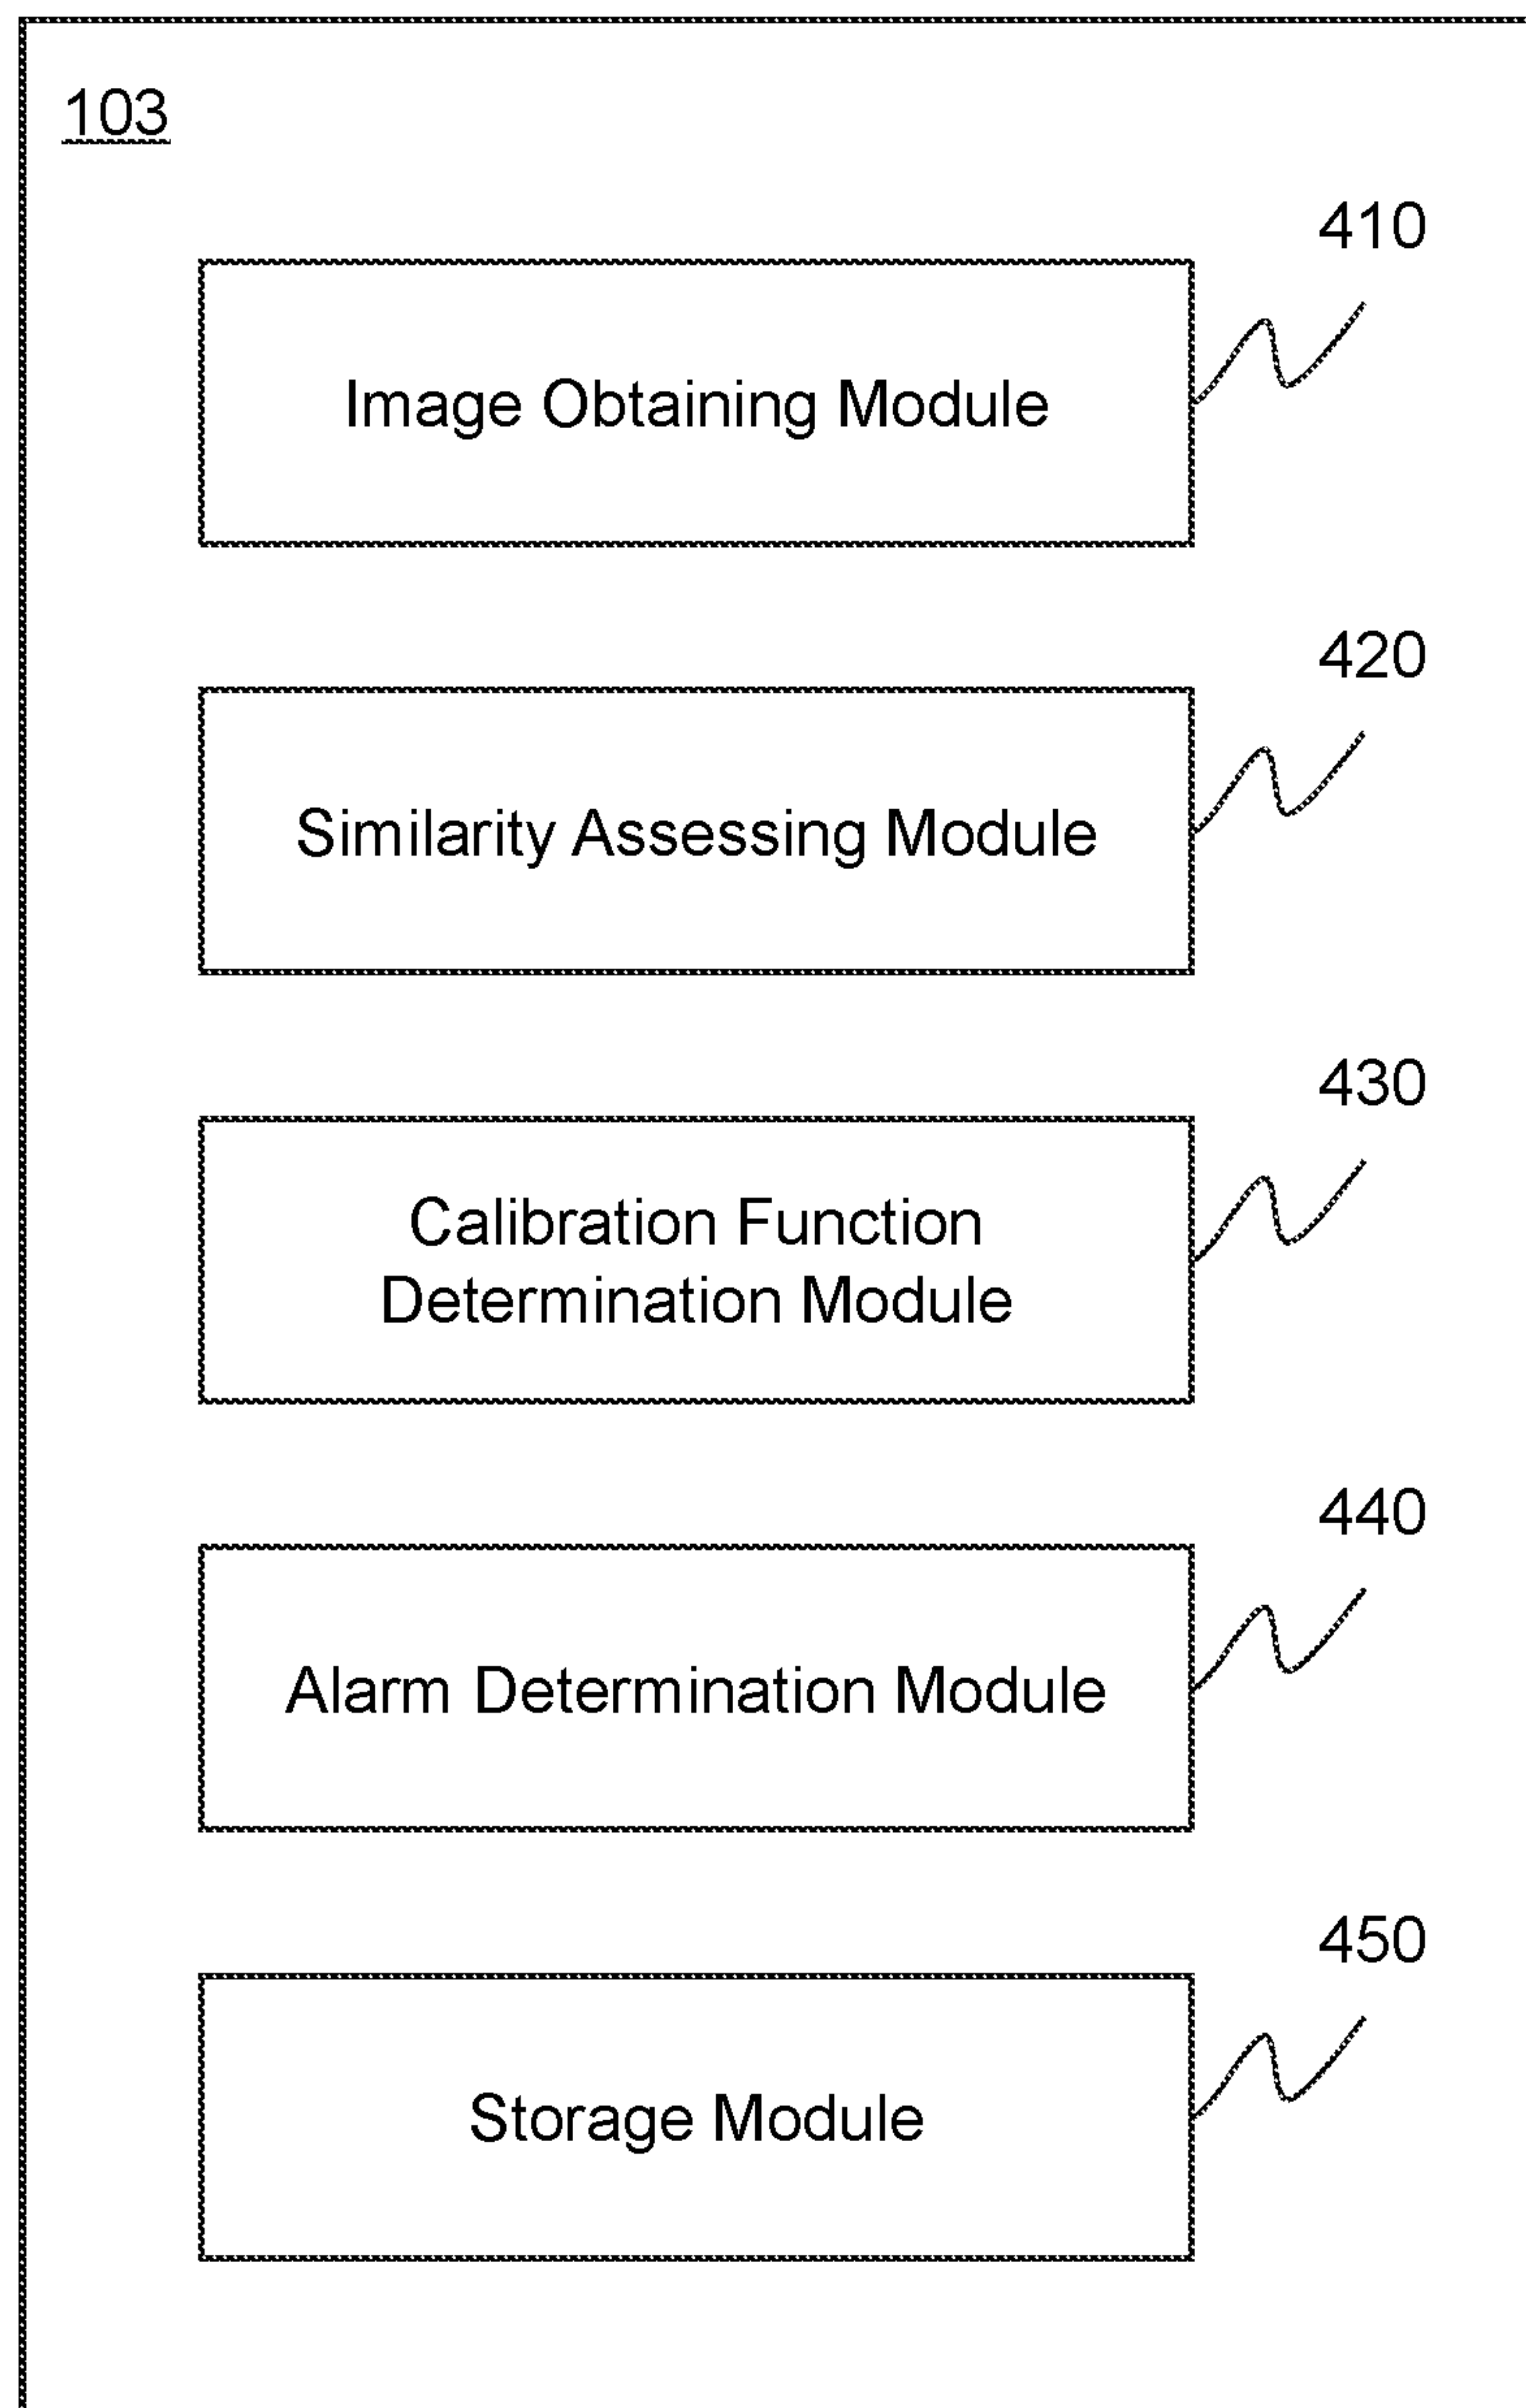 103
410
Image Obtaining Module
420
Similarity Assessing Module
430
Calibration Function
Determination Module
440
Alarm Determination Module
450
Storage Module